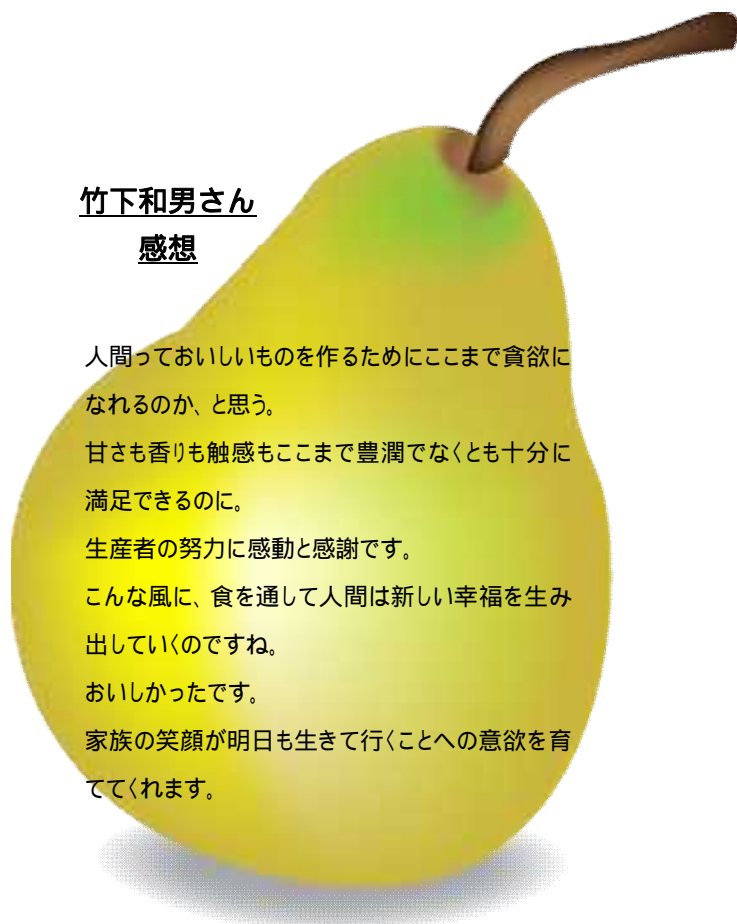 竹下和男さん
感想
人間っておいしいものを作るためにここまで貪欲に
なれるのか、と思う。
甘さも香りも触感もここまで豊潤でなくとも十分に
満足できるのに。
生産者の努力に感動と感謝です。
こんな風に、食を通して人間は新しい幸福を生み
出していくのですね。
おいしかったです。
家族の笑顔が明日も生きて行くことへの意欲を育
ててくれます。